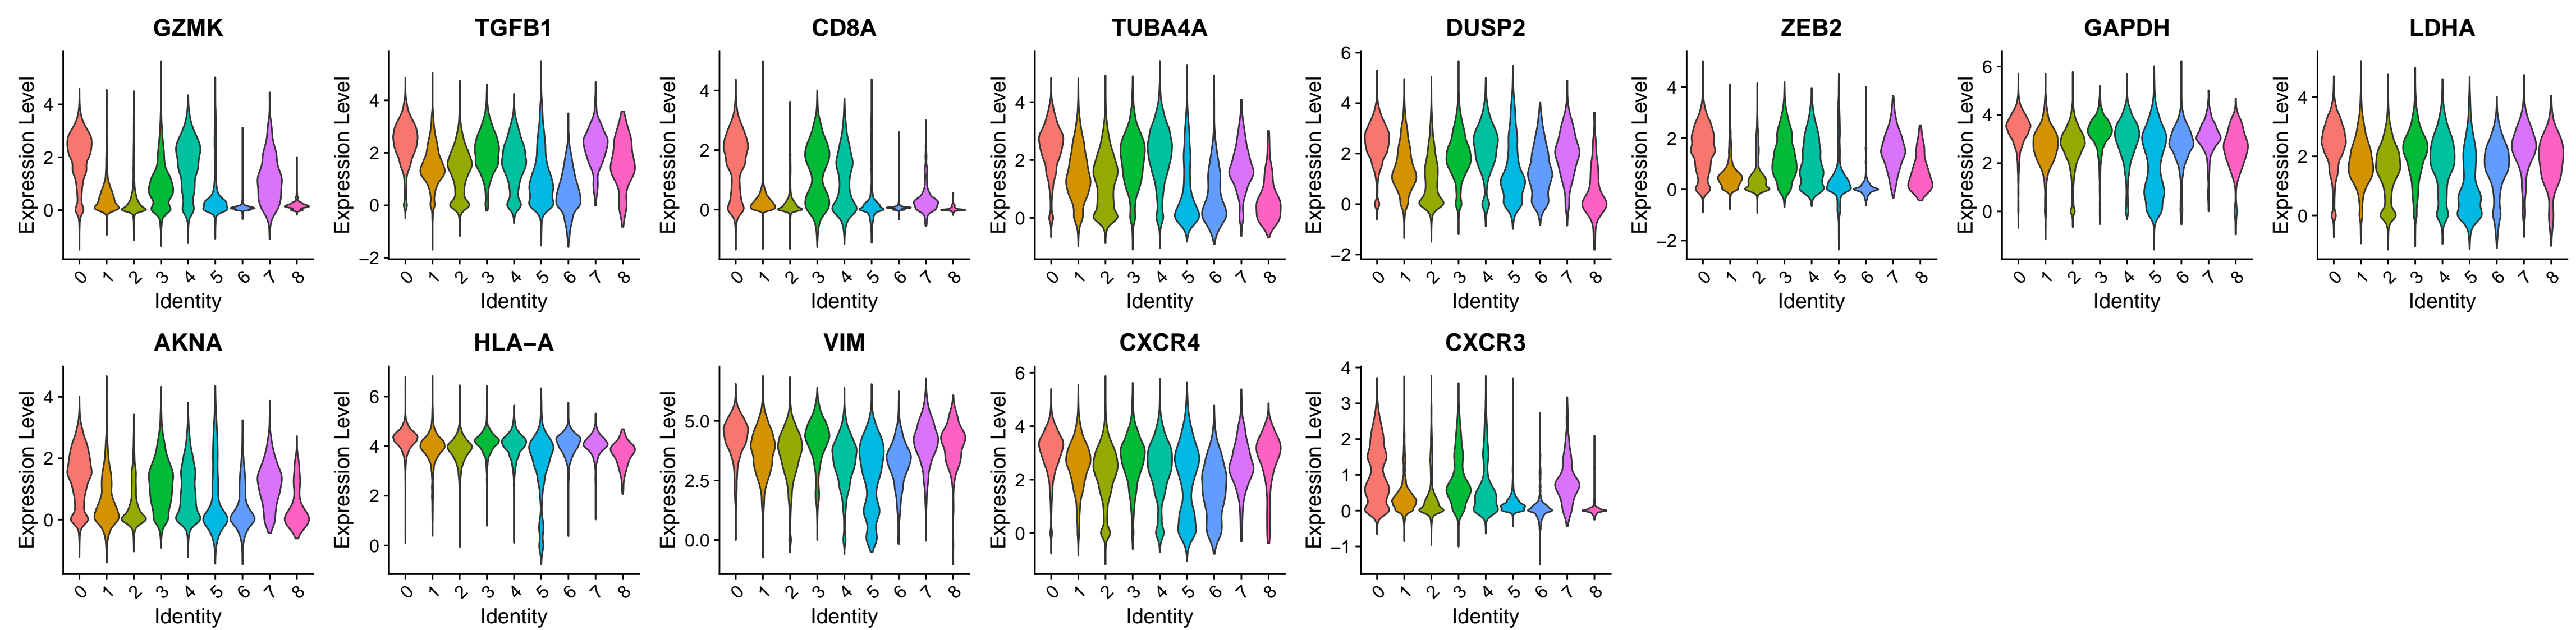 GZMK TGFB1 CD8A TUBA4A DUSP2 ZEB2 GAPDH LDHA
Expression Level
4
2
0
0 1 2 3 4 5 6 7 8
Identity
Expression Level
4
2
0
−2
0 1 2 3 4 5 6 7 8
Identity
Expression Level
4
2
0
0 1 2 3 4 5 6 7 8
Identity
Expression Level
4
2
0
0 1 2 3 4 5 6 7 8
Identity
Expression Level
6
4
2
0
−2
0 1 2 3 4 5 6 7 8
Identity
Expression Level
4
2
0
−2
0 1 2 3 4 5 6 7 8
Identity
Expression Level
6
4
2
0
0 1 2 3 4 5 6 7 8
Identity
Expression Level
4
2
0
0 1 2 3 4 5 6 7 8
Identity
AKNA HLA−A VIM CXCR4 CXCR3
Expression Level
4
2
0
0 1 2 3 4 5 6 7 8
Identity
Expression Level
6
4
2
0
0 1 2 3 4 5 6 7 8
Identity
Expression Level
5.0
2.5
0.0
0 1 2 3 4 5 6 7 8
Identity
Expression Level
6
4
2
0
0 1 2 3 4 5 6 7 8
Identity
Expression Level
4
3
2
1
0
−1
0 1 2 3 4 5 6 7 8
Identity